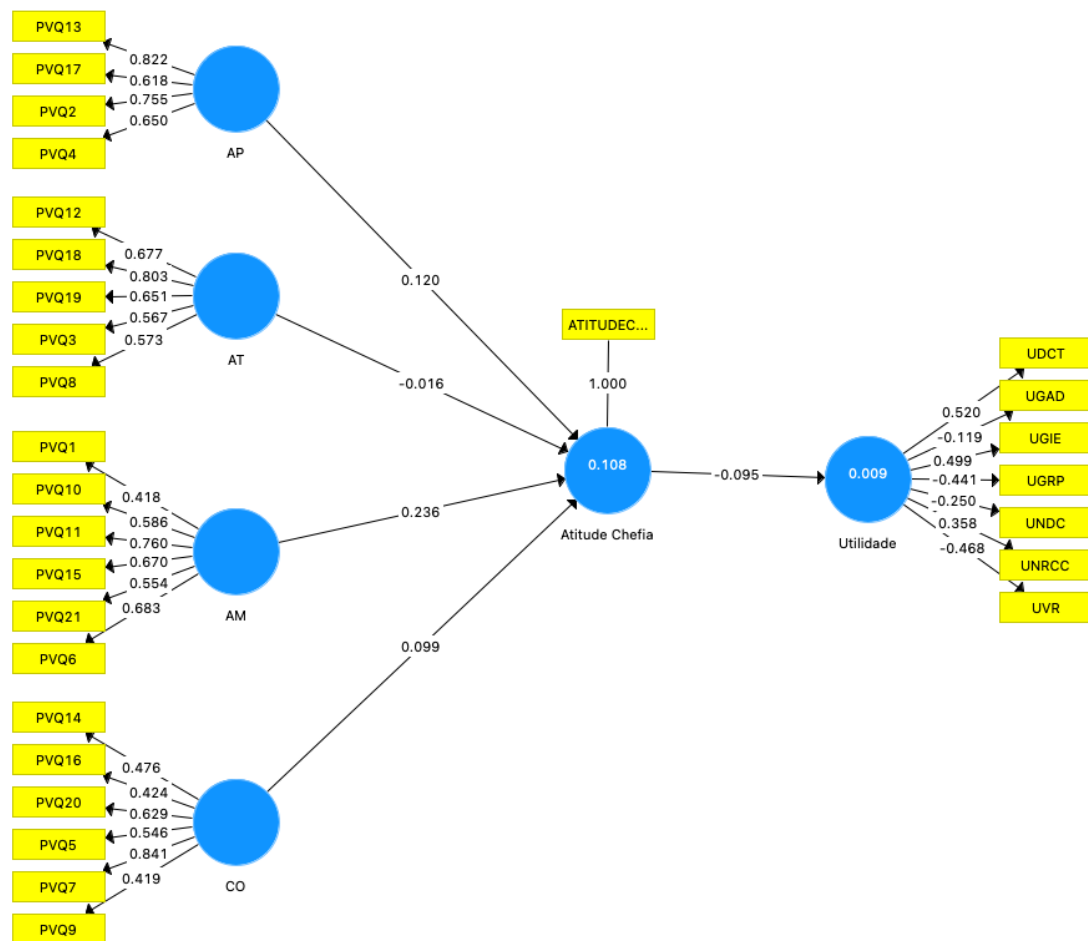 PVQ13
PVQ17
PVQ2
PVQ4
0.822
0.618
0.755
0.650
AP
PVQ12
PVQ18
PVQ19
PVQ3
PVQ8
0.677
0.803
0.651
0.567
0.573
AT
PVQ1
PVQ10
PVQ11
PVQ15
PVQ21
PVQ6
0.418
0.586
0.760
0.670
0.554
0.683
AM
PVQ14
PVQ16
PVQ20
PVQ5
PVQ7
PVQ9
0.476
0.424
0.629
0.546
0.841
0.419
CO
0.120
-0.016
0.236
0.099
ATITUDEC...
1.000
0.108
Atitude Chefia
-0.095
0.009
Utilidade
0.520
-0.119
0.499
-0.441
-0.250
0.358
-0.468
UDCT
UGAD
UGIE
UGRP
UNDC
UNRCC
UVR